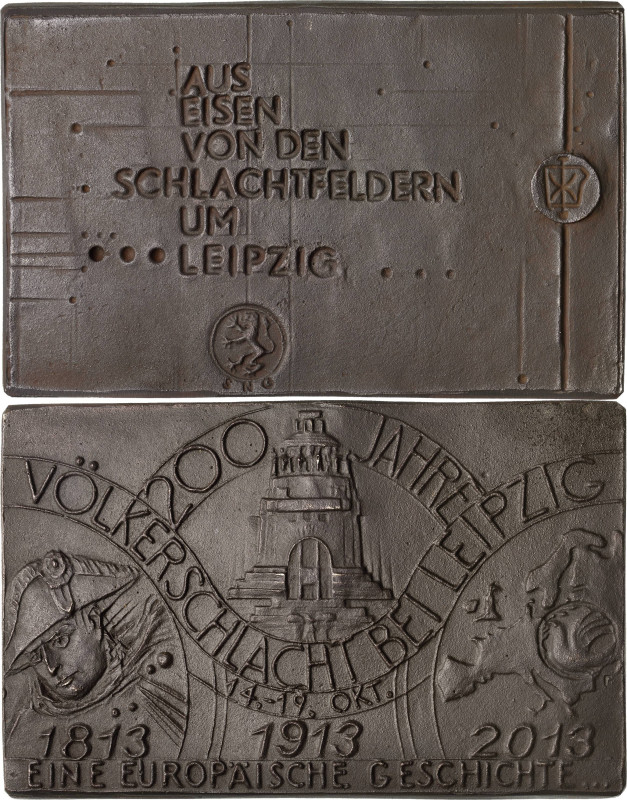 AUS
EISEN
VON DEN
SCHLACHTFELDERN
UM
...LEIPZIG...
SNG
200 JAHRE
VÖLKERSCHLACHT BEI LEIPZIG
14.-19. OKT.
1813 1913 2013
EINE EUROPÄISCHE GESCHICHTE...